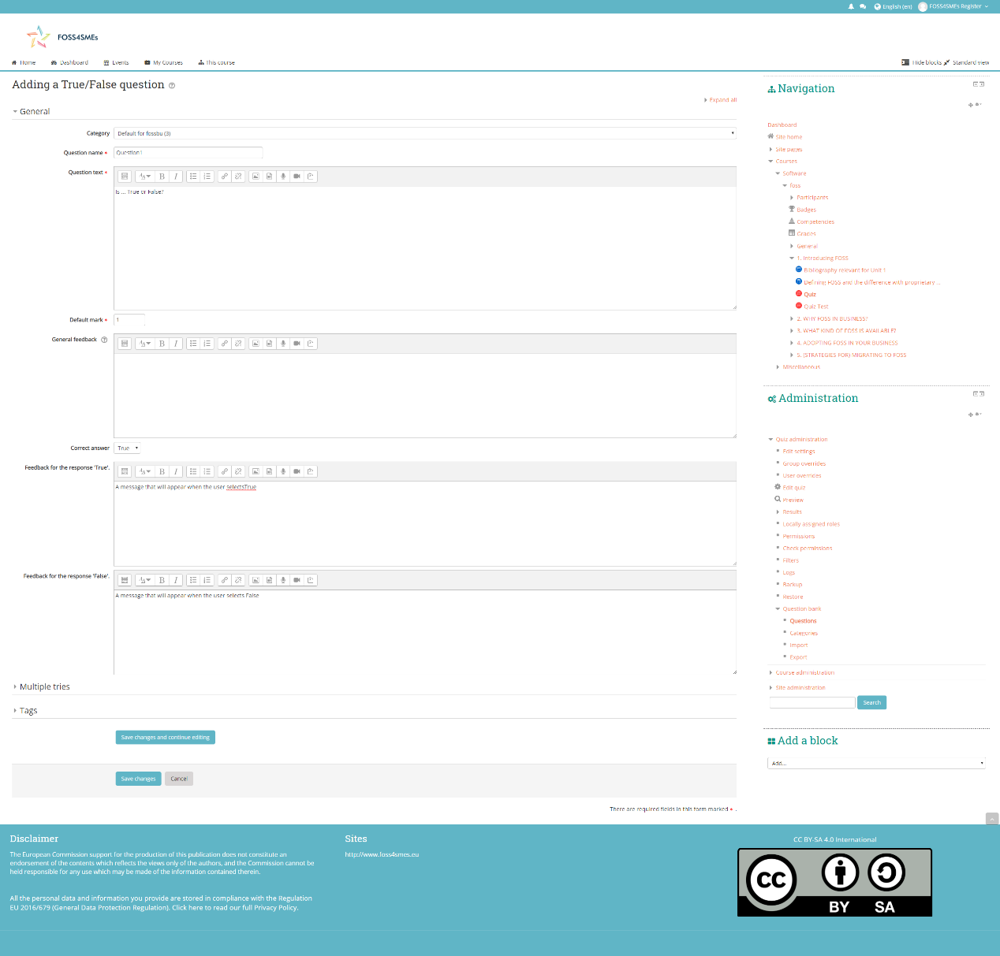 English (en) FOSS4SMEs Register
FOSS4SMEs
Home Dashboard Events My Courses This course Hide blocks Standard view
Adding a True/False question
Expand all
General
Category Default for fossbu (3)
Question name Question1
Question text
Is ... True or False?
Default mark 1
General feedback
Correct answer True
Feedback for the response 'True'.
A message that will appear when the user selectsTrue
Feedback for the response 'False'.
A message that will appear when the user selects False
Multiple tries
Tags
Save changes and continue editing
Save changes Cancel
There are required fields in this form marked * .
Navigation
Dashboard
Site home
Site pages
Courses
Software
foss
Participants
Badges
Competencies
Grades
General
1. Introducing FOSS
Bibliography relevant for Unit 1
Defining FOSS and the difference with proprietary ...
Quiz
Quiz Test
2. WHY FOSS IN BUSINESS?
3. WHAT KIND OF FOSS IS AVAILABLE?
4. ADOPTING FOSS IN YOUR BUSINESS
5. (STRATEGIES FOR) MIGRATING TO FOSS
Miscellaneous
Administration
Quiz administration
Edit settings
Group overrides
User overrides
Edit quiz
Preview
Results
Locally assigned roles
Permissions
Check permissions
Filters
Logs
Backup
Restore
Question bank
Questions
Categories
Import
Export
Course administration
Site administration
Search
Add a block
Add...
Disclaimer
The European Commission support for the production of this publication does not constitute an
endorsement of the contents which reflects the views only of the authors, and the Commission cannot be
held responsible for any use which may be made of the information contained therein.
All the personal data and information you provide are stored in compliance with the Regulation
EU 2016/679 (General Data Protection Regulation). Click here to read our full Privacy Policy.
Sites
http://www.foss4smes.eu
CC BY-SA 4.0 International
cc
BY SA